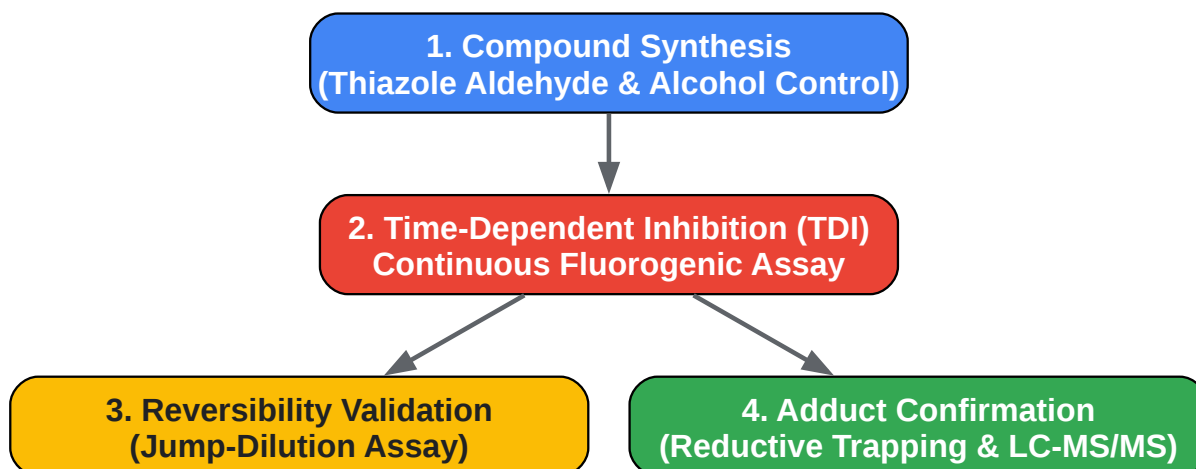 1. Compound Synthesis
(Thiazole Aldehyde & Alcohol Control)
2. Time-Dependent Inhibition (TDI)
Continuous Fluorogenic Assay
3. Reversibility Validation
(Jump-Dilution Assay)
4. Adduct Confirmation
(Reductive Trapping & LC-MS/MS)